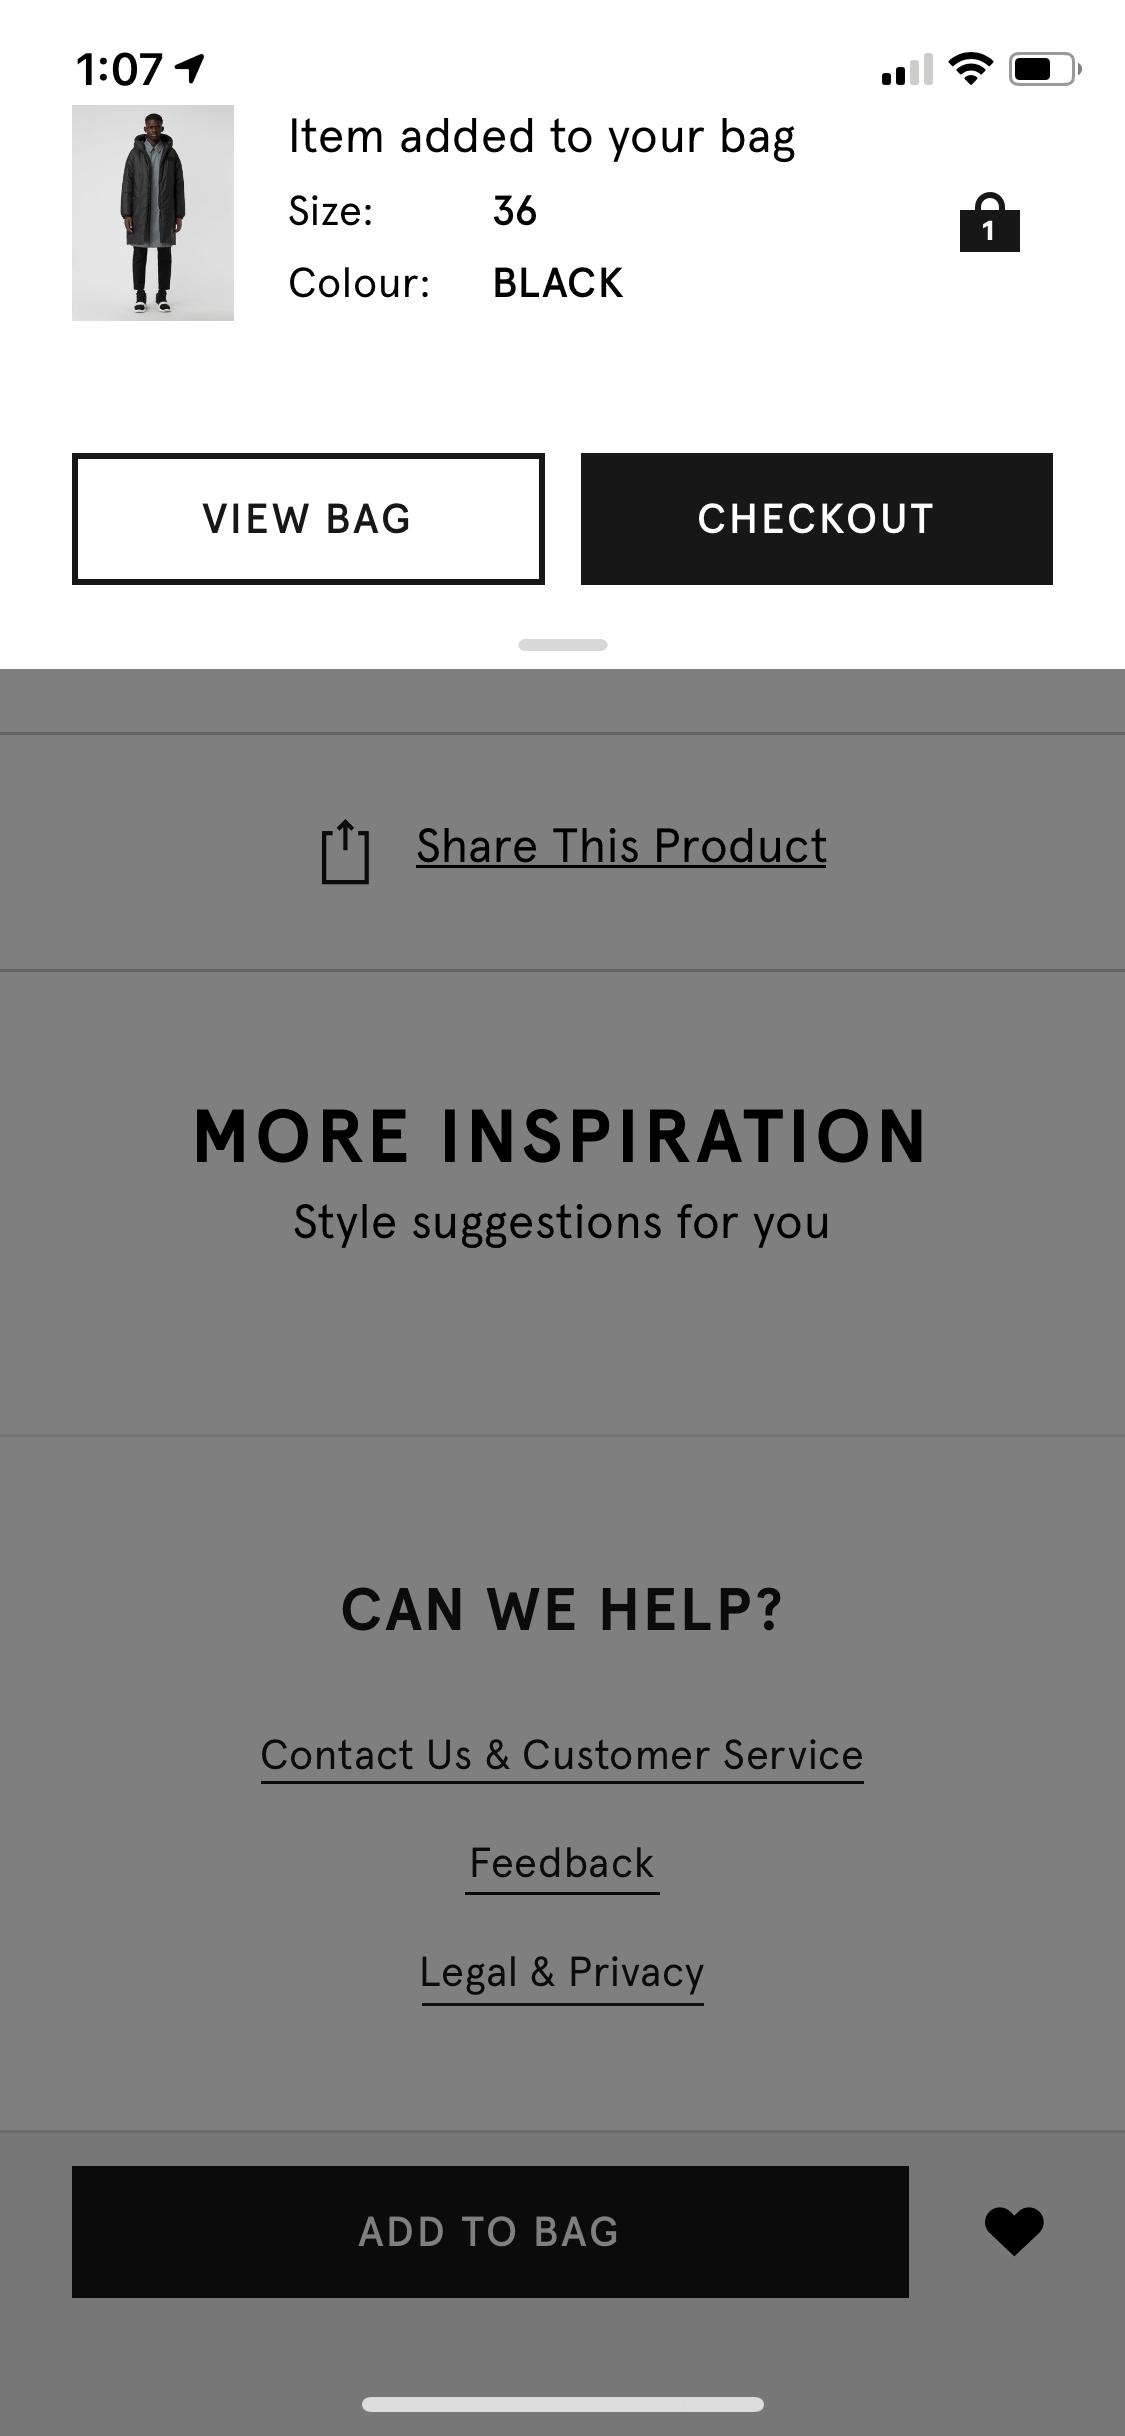 1:07
Item added to your bag
Size: 36
1
Colour: BLACK
VIEW BAG
CHECKOUT
Share This Product
MORE INSPIRATION
Style suggestions for you
CAN WE HELP?
Contact Us & Customer Service
Feedback
Legal & Privacy
ADD TO BAG